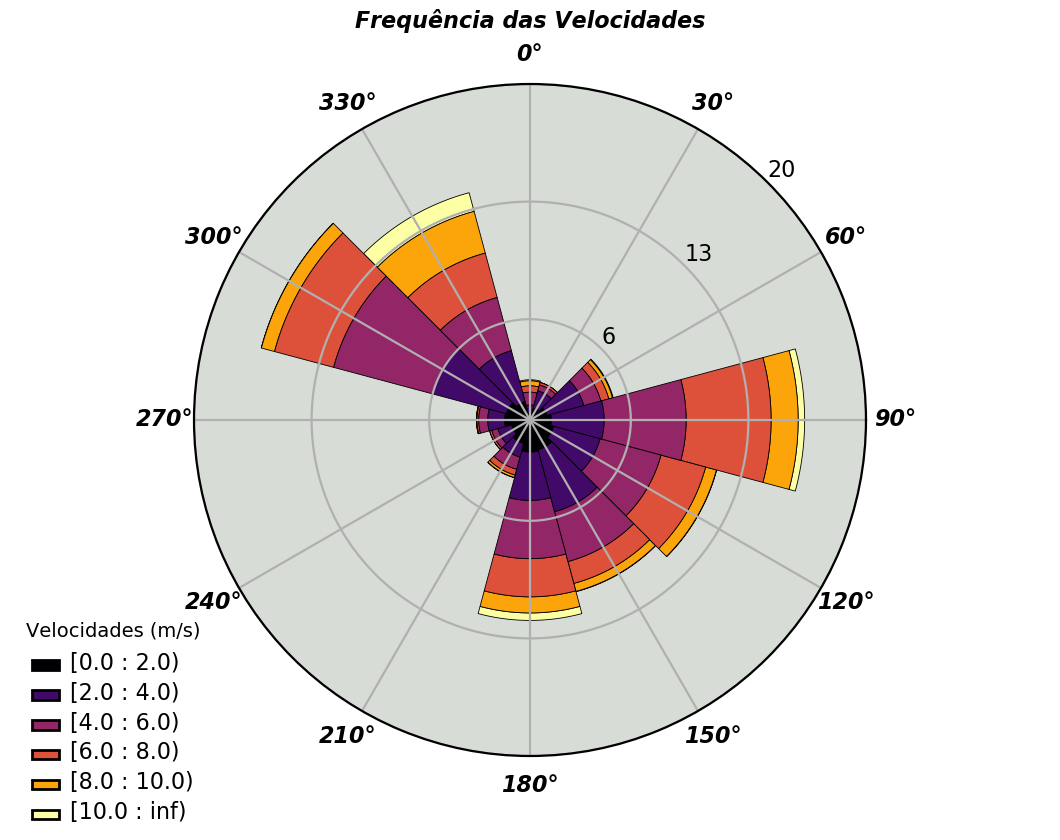 Frequência das Velocidades
0°
330°
30°
20
300°
60°
13
6
270°
90°
240°
120°
210°
150°
180°
Velocidades (m/s)
[0.0 : 2.0)
[2.0 : 4.0)
[4.0 : 6.0)
[6.0 : 8.0)
[8.0 : 10.0)
[10.0 : inf)